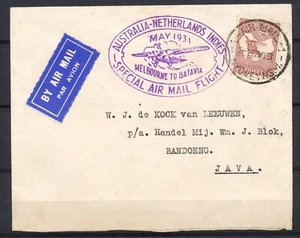 AUSTRALIA-NETHERLANDS INDIES
MAY 1931
MELBOURNE TO BATAVIA
SPECIAL AIR MAIL FLIGHT
BY AIR MAIL
PAR AVION
W. J. de KOCK van LEEUWEN,
p/a. Handel Mij. Wm. J. Blok,
BANDOENG.
JAVA.